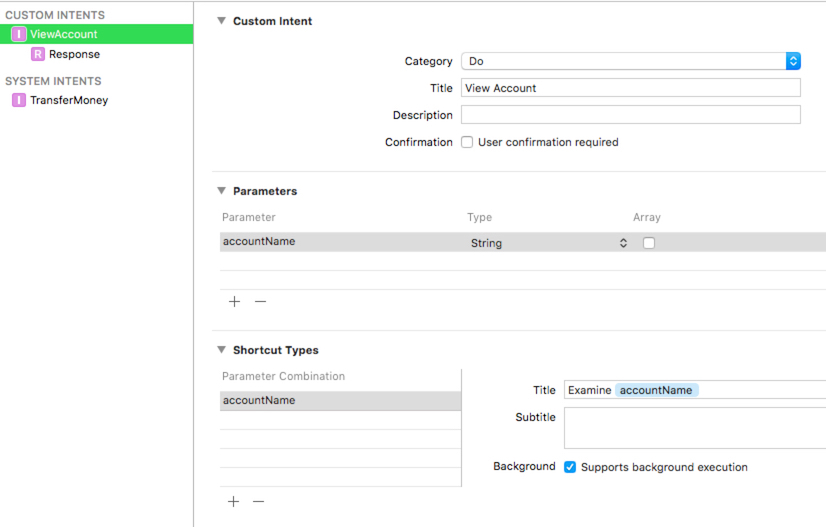 CUSTOM INTENTS
I ViewAccount
R Response
SYSTEM INTENTS
I TransferMoney
Custom Intent
Category Do
Title View Account
Description
Confirmation User confirmation required
Parameters
Parameter Type Array
accountName String
Shortcut Types
Parameter Combination
accountName
Title Examine accountName
Subtitle
Background Supports background execution